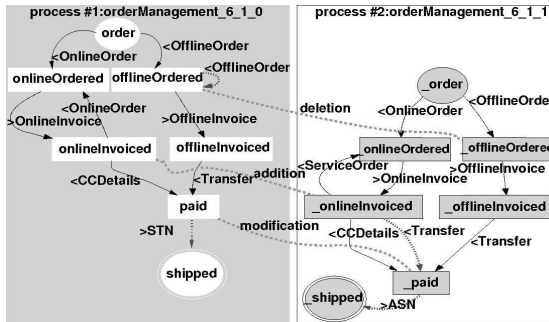 process #1:orderManagement_6_1_0
process #2:orderManagement_6_1_1
order
<OnlineOrder
<OfflineOrder
<OfflineOrder
onlineOrdered
offlineOrdered
_order
deletion
<OnlineOrder
<OfflineOrde
<OnlineOrder
>OnlineInvoice
>OfflineInvoice
onlineOrdered
_offlineOrdered
onlineInvoiced
offlineInvoiced
addition
<ServiceOrder
>OfflineInvoice
>OnlineInvoice
<CCDetails
<Transfer
paid
_onlineInvoiced
_offlineInvoiced
modification
>STN
<CCDetails
<Transfer
<Transfer
shipped
_paid
_shipped
>ASN